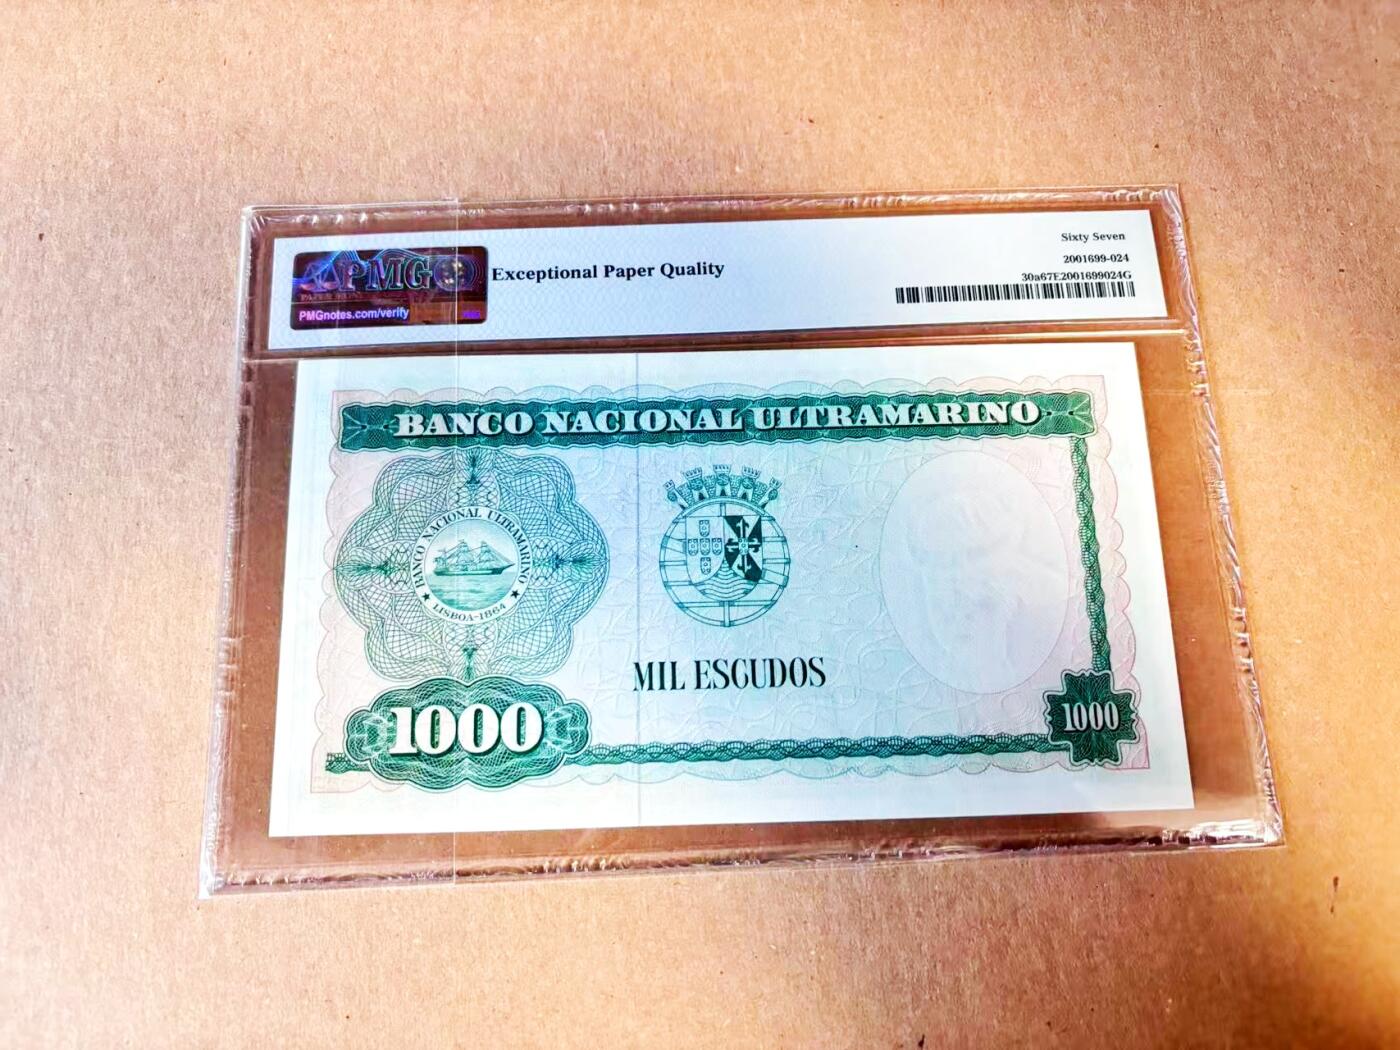 PMG
PMGnotes.com/verify
Exceptional Paper Quality
Sixty Seven
2001699-024
30a67E2001699024G
BANCO NACIONAL ULTRAMARINO
BANCO NACIONAL ULTRAMARINO
★ LISBOA-1864 ★
MIL ESCUDOS
1000
1000